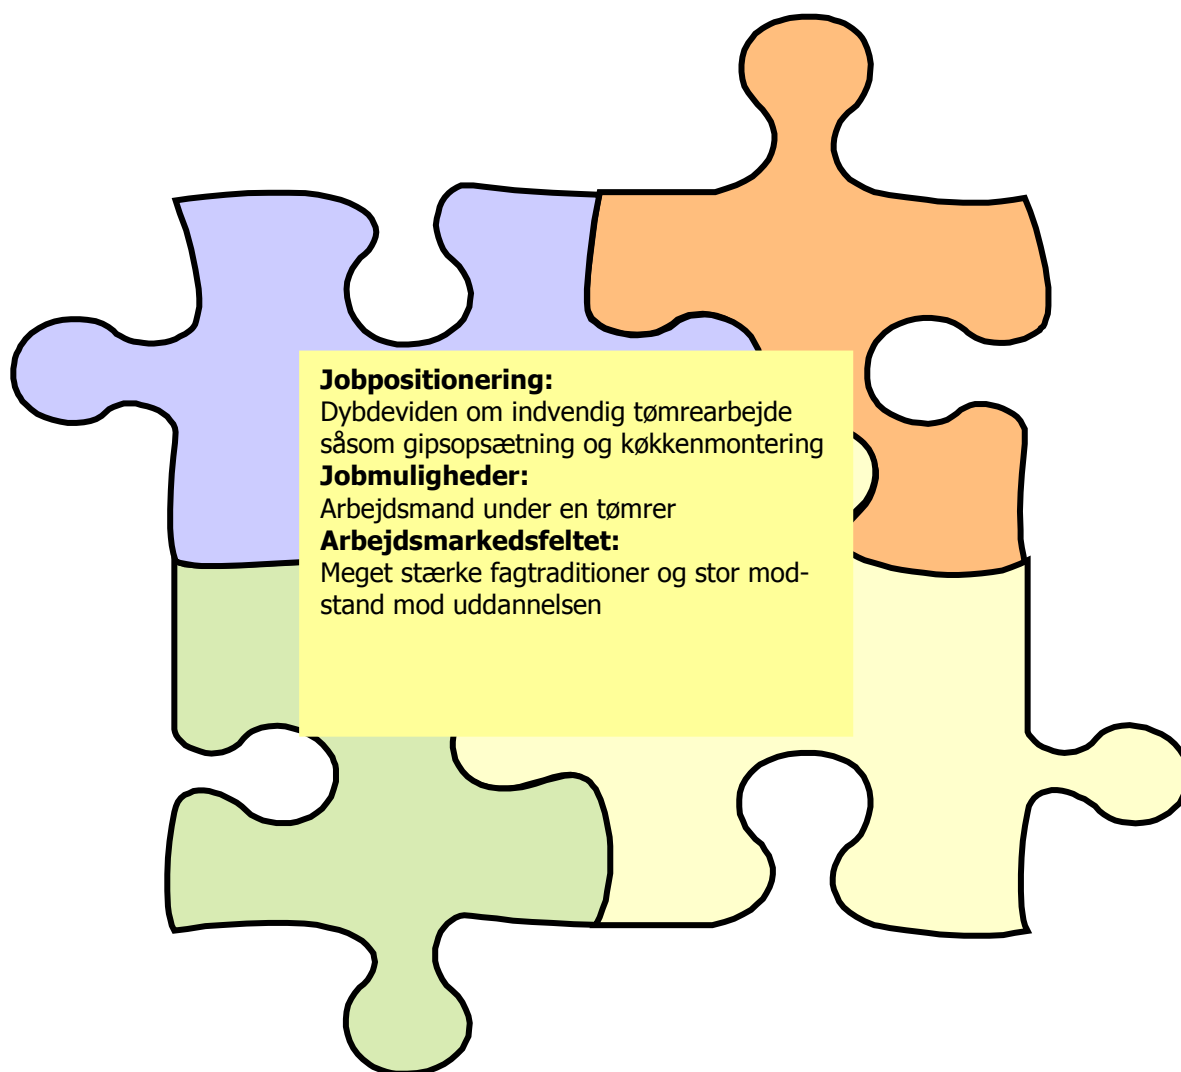 Jobpositionering:
Dybdeviden om indvendig tømrearbejde
såsom gipsopsætning og køkkenmontering
Jobmuligheder:
Arbejdsmand under en tømrer
Arbejdsmarkedsfeltet:
Meget stærke fagtraditioner og stor mod-
stand mod uddannelsen